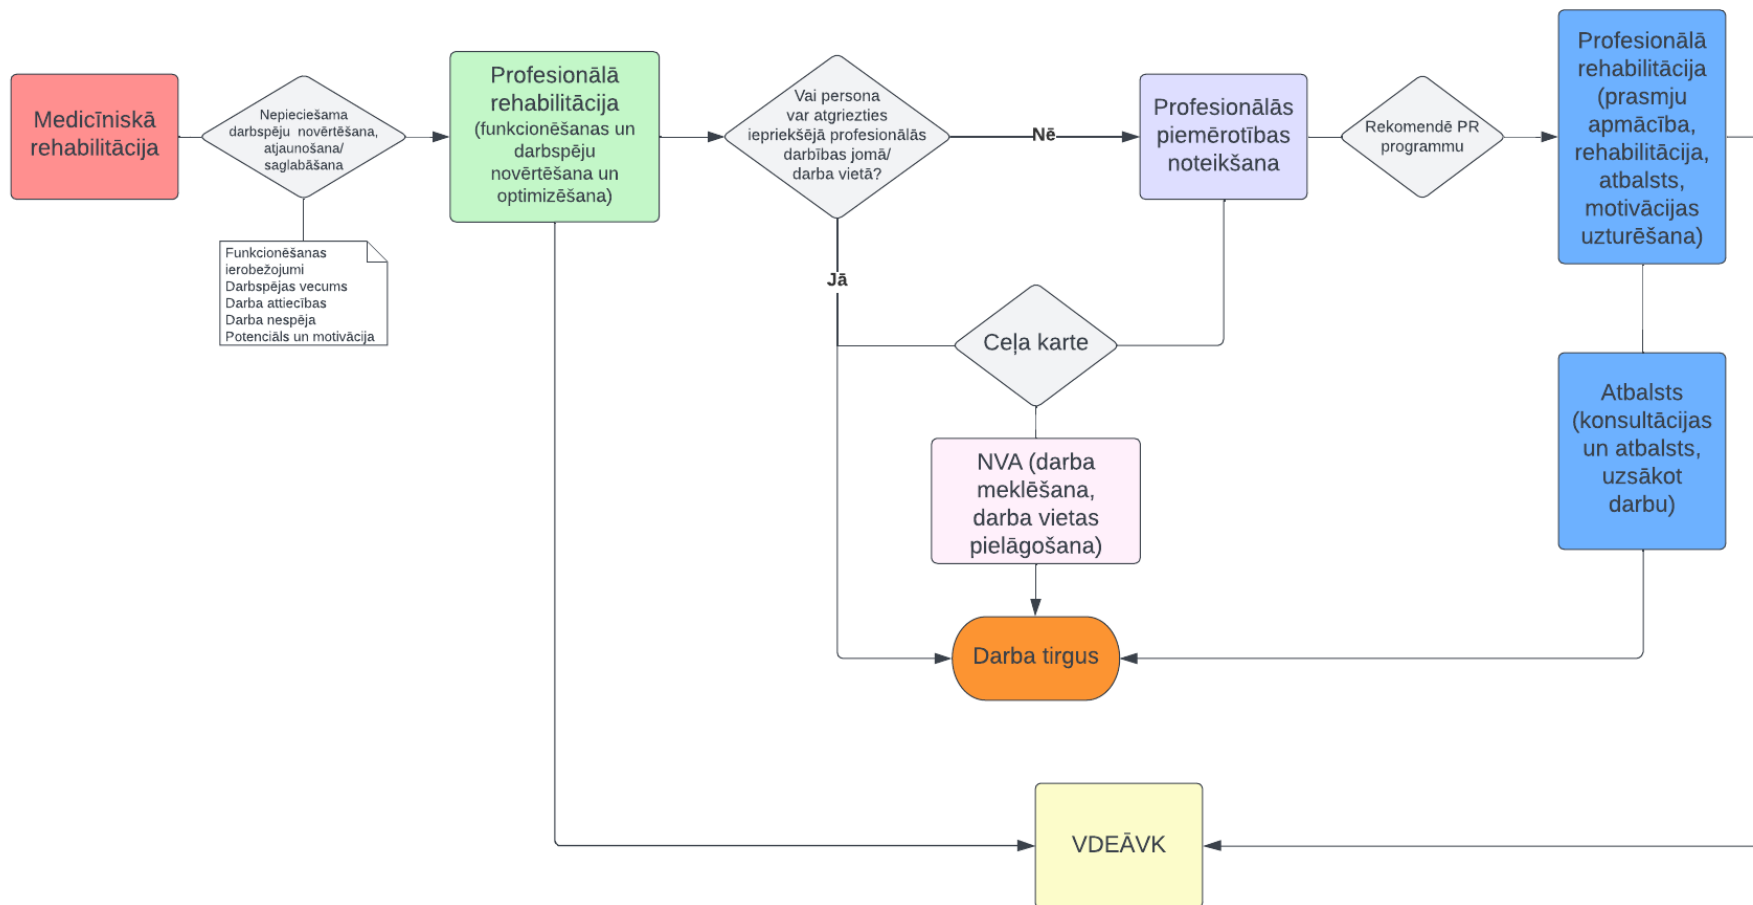 Medicīniskā
rehabilitācija
Nepieciešama
darbspēju novērtēšana,
atjaunošana/
saglabāšana
Funkcionēšanas
ierobežojumi
Darbspējas vecums
Darba attiecības
Darba nespēja
Potenciāls un motivācija
Profesionālā
rehabilitācija
(funkcionēšanas un
darbspēju
novērtēšana un
optimizēšana)
Vai persona
var atgriezties
iepriekšējā profesionālās
darbības jomā/
darba vietā?
Nē
Jā
Profesionālās
piemērotības
noteikšana
Rekomendē PR
programmu
Profesionālā
rehabilitācija
(prasmju
apmācība,
rehabilitācija,
atbalsts,
motivācijas
uzturēšana)
Ceļa karte
NVA (darba
meklēšana,
darba vietas
pielāgošana)
Atbalsts
(konsultācijas
un atbalsts,
uzsākot
darbu)
Darba tirgus
VDEĀVK